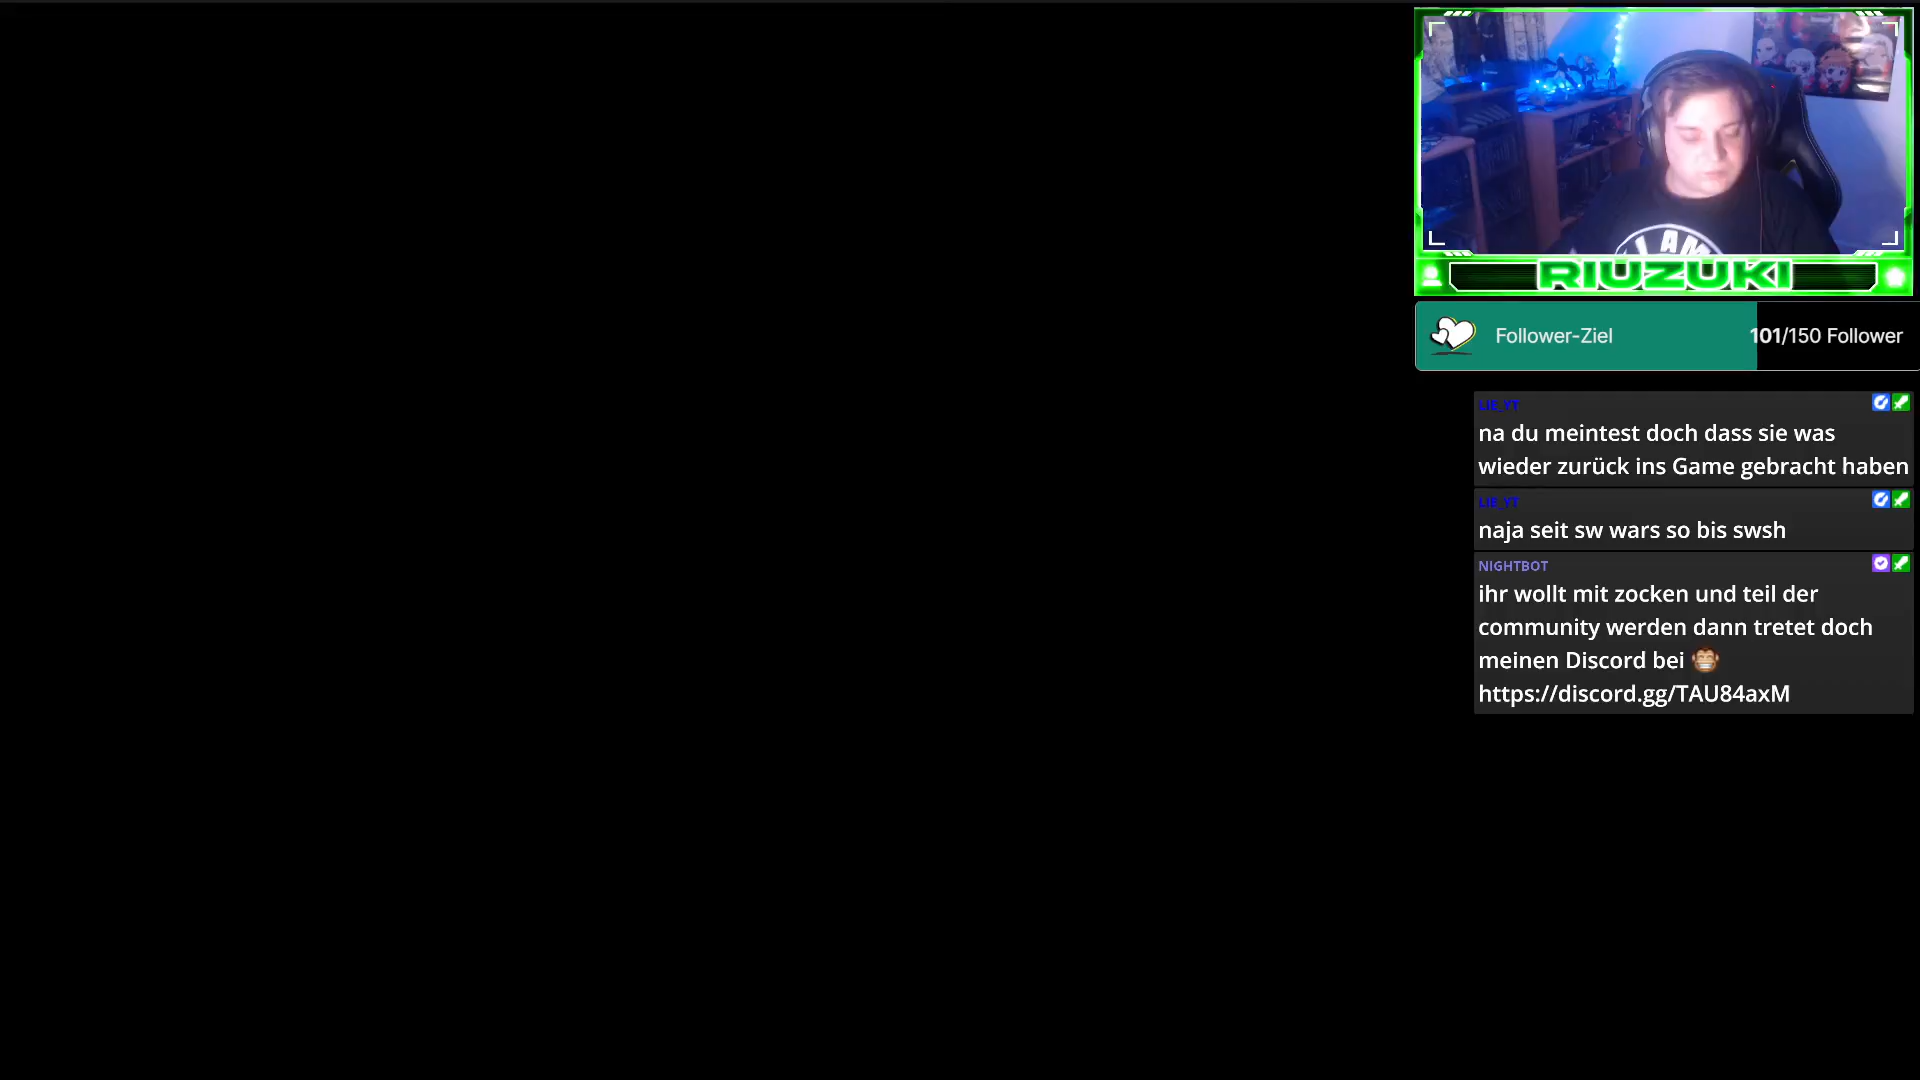 RIUZUKI
Follower-Ziel 101/150 Follower
LIE_YT
na du meintest doch dass sie was
wieder zurück ins Game gebracht haben
LIE_YT
naja seit sw wars so bis swsh
NIGHTBOT
ihr wollt mit zocken und teil der
community werden dann tretet doch
meinen Discord bei
https://discord.gg/TAU84axM